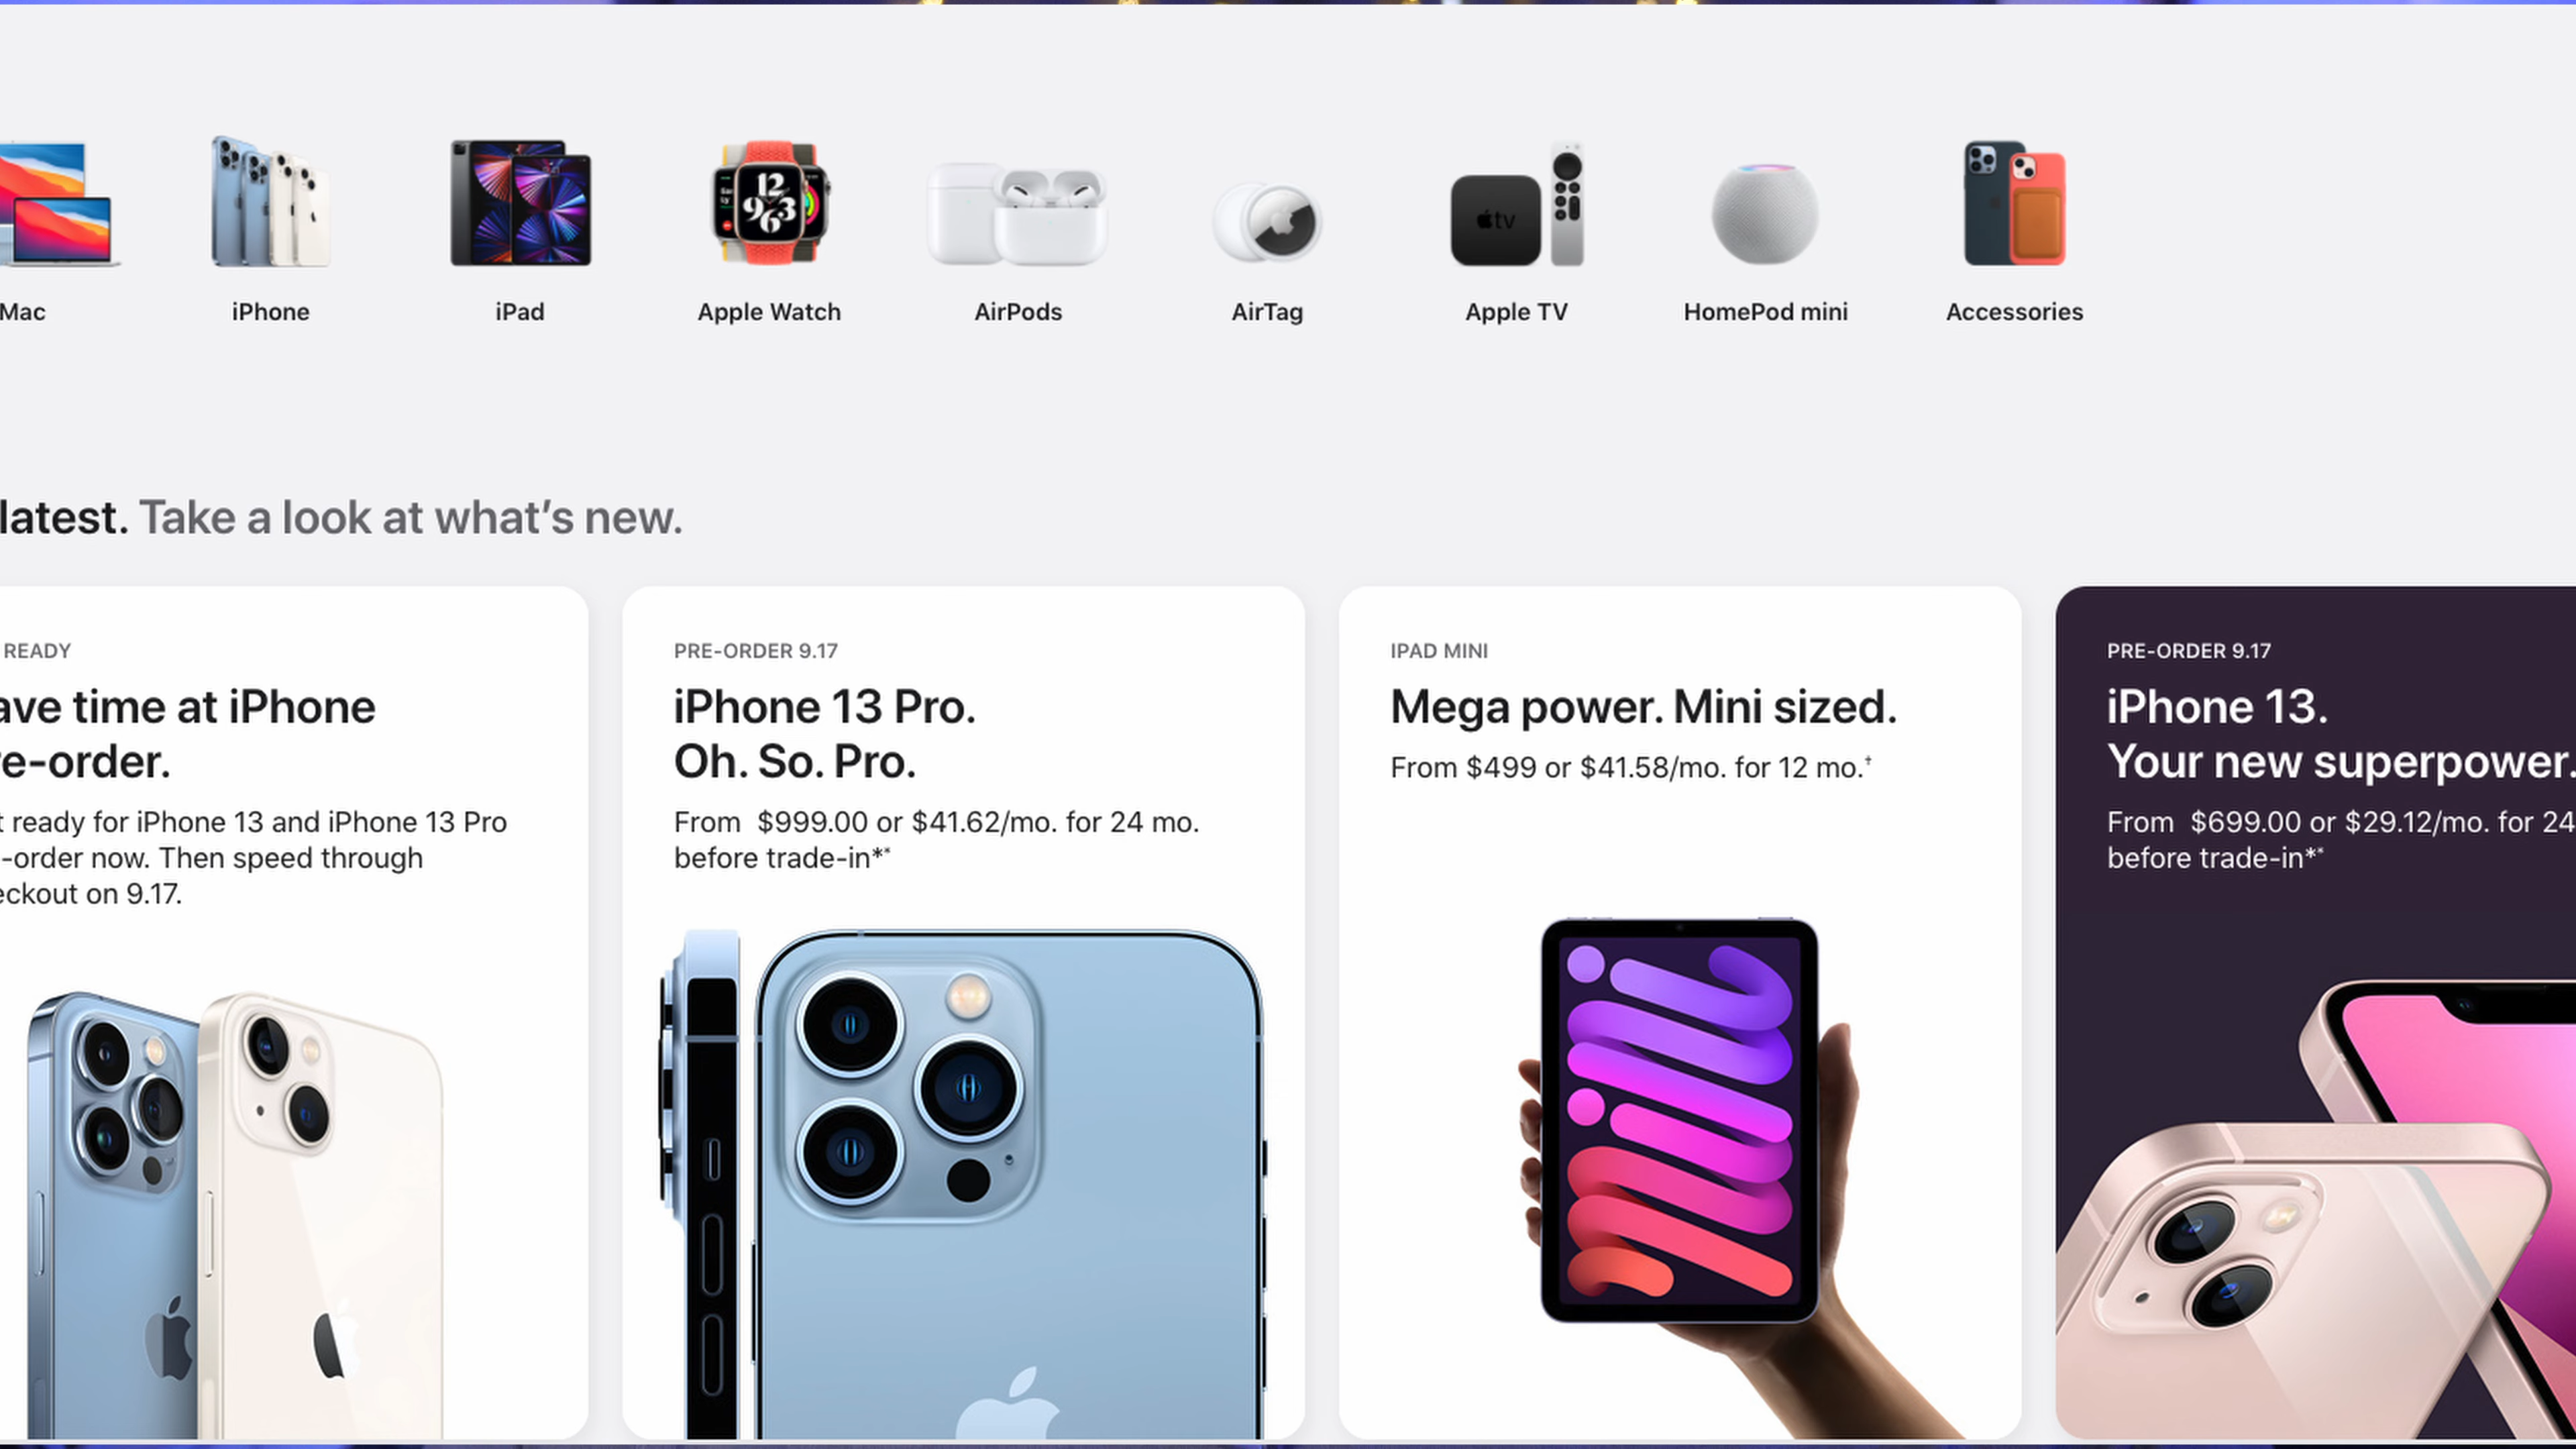 Mac
iPhone
iPad
Apple Watch
AirPods
AirTag
Apple TV
HomePod mini
Accessories
tv
12
9 3
6
latest. Take a look at what's new.
READY
ave time at iPhone
e-order.
t ready for iPhone 13 and iPhone 13 Pro
-order now. Then speed through
eckout on 9.17.
PRE-ORDER 9.17
iPhone 13 Pro.
Oh. So. Pro.
From $999.00 or $41.62/mo. for 24 mo.
before trade-in**
IPAD MINI
Mega power. Mini sized.
From $499 or $41.58/mo. for 12 mo.†
PRE-ORDER 9.17
iPhone 13.
Your new superpower.
From $699.00 or $29.12/mo. for 24
before trade-in**